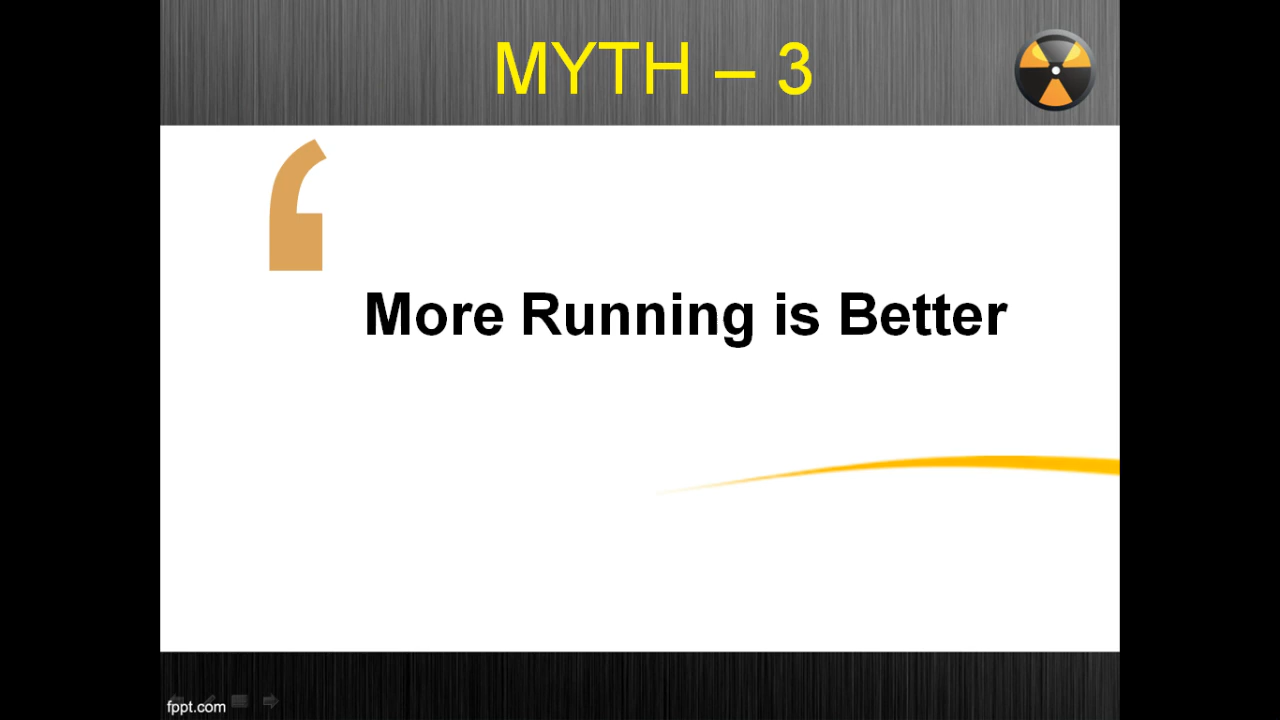 MYTH – 3
‘
More Running is Better
fppt.com